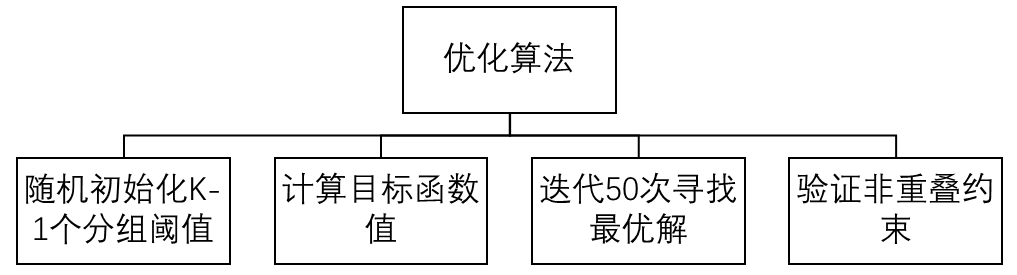 优化算法
随机初始化K-
1个分组阈值
计算目标函数
值
迭代50次寻找
最优解
验证非重叠约
束